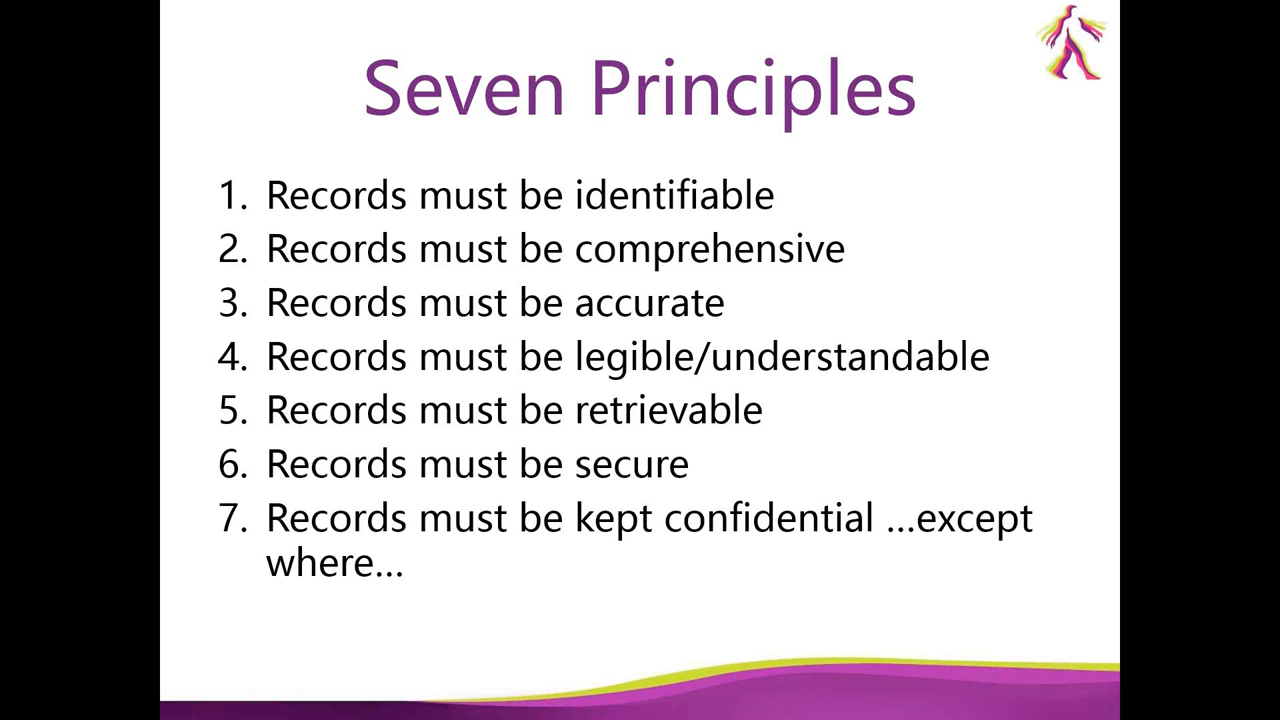 Seven Principles
1. Records must be identifiable
2. Records must be comprehensive
3. Records must be accurate
4. Records must be legible/understandable
5. Records must be retrievable
6. Records must be secure
7. Records must be kept confidential ...except
where...